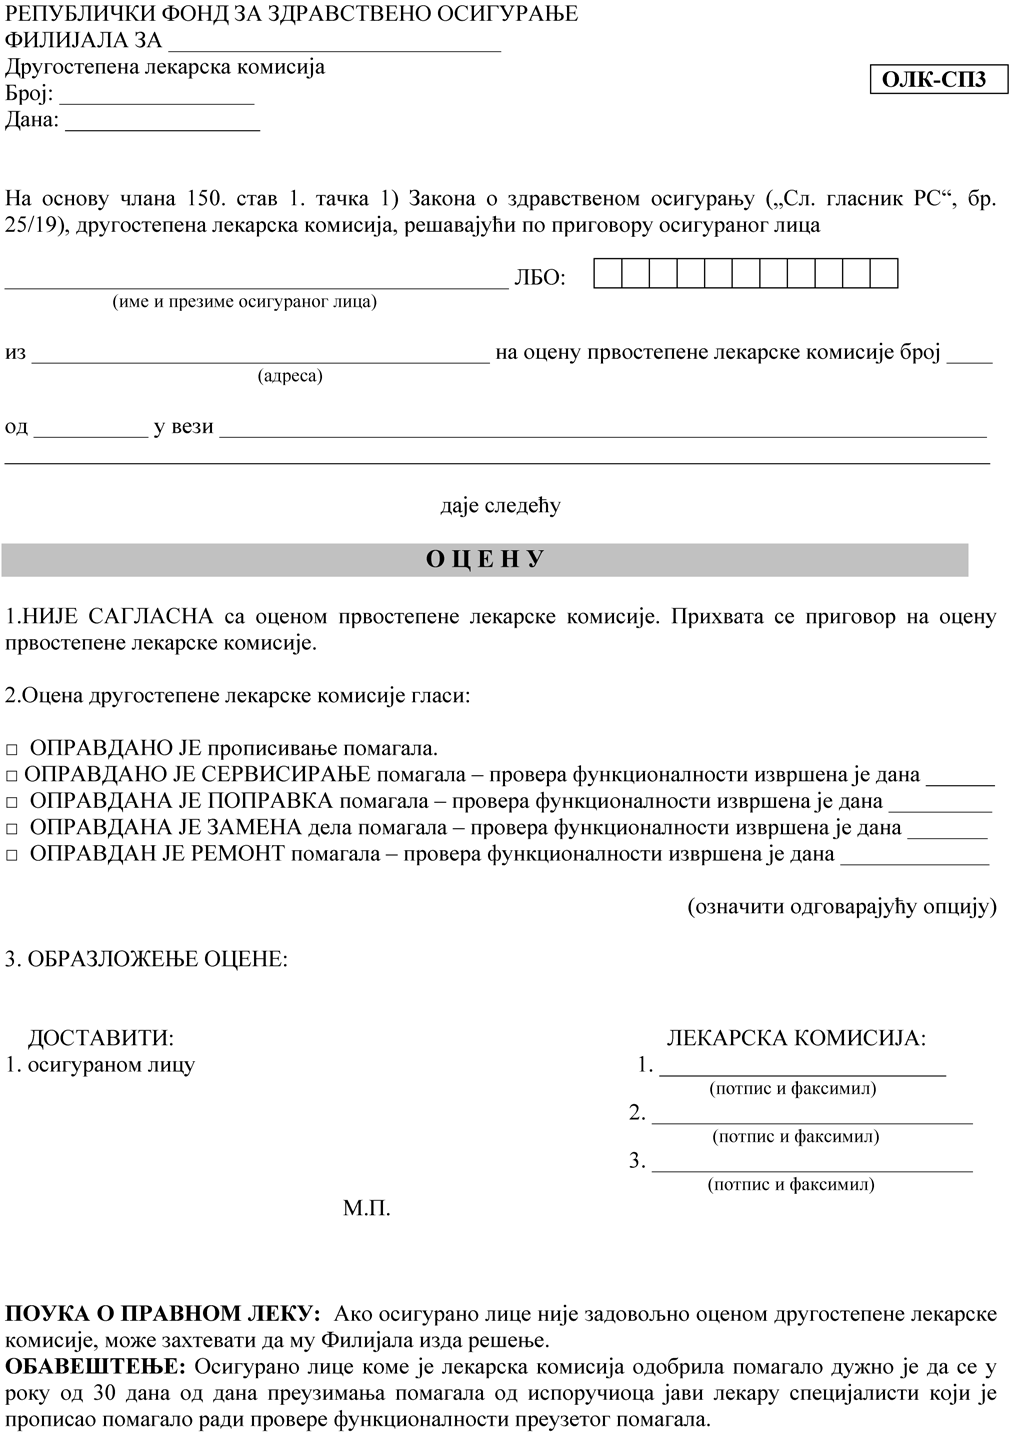 РЕПУБЛИЧКИ ФОНД ЗА ЗДРАВСТВЕНО ОСИГУРАЊЕ
ФИЛИЈАЛА ЗА _____________________________
Другостепена лекарска комисија
ОЛК-СП3
Број: _________________
Дана: _________________
На основу члана 150. став 1. тачка 1) Закона о здравственом осигурању („Сл. гласник РС“, бр.
25/19), другостепена лекарска комисија, решавајући по приговору осигураног лица
____________________________________________ ЛБО:
(име и презиме осигураног лица)
из ________________________________________ на оцену првостепене лекарске комисије број ____
(адреса)
од __________ у вези ___________________________________________________________________
______________________________________________________________________________________
даје следећу
О Ц Е Н У
1.НИЈЕ САГЛАСНА са оценом првостепене лекарске комисије. Прихвата се приговор на оцену
првостепене лекарске комисије.
2.Оцена другостепене лекарске комисије гласи:
□ ОПРАВДАНО ЈЕ прописивање помагала.
□ ОПРАВДАНО ЈЕ СЕРВИСИРАЊЕ помагала – провера функционалности извршена је дана ______
□ ОПРАВДАНА ЈЕ ПОПРАВКА помагала – провера функционалности извршена је дана _________
□ ОПРАВДАНА ЈЕ ЗАМЕНА дела помагала – провера функционалности извршена је дана _______
□ ОПРАВДАН ЈЕ РЕМОНТ помагала – провера функционалности извршена је дана _____________
(означити одговарајућу опцију)
3. ОБРАЗЛОЖЕЊЕ ОЦЕНЕ:
ДОСТАВИТИ: ЛЕКАРСКА КОМИСИЈА:
1. осигураном лицу 1. _________________________
(потпис и факсимил)
2. ____________________________
(потпис и факсимил)
3. ____________________________
(потпис и факсимил)
М.П.
ПОУКА О ПРАВНОМ ЛЕКУ: Ако осигурано лице није задовољно оценом другостепене лекарске
комисије, може захтевати да му Филијала изда решење.
ОБАВЕШТЕЊЕ: Осигурано лице коме је лекарска комисија одобрила помагало дужно је да се у
року од 30 дана од дана преузимања помагала од испоручиоца јави лекару специјалисти који је
прописао помагало ради провере функционалности преузетог помагала.